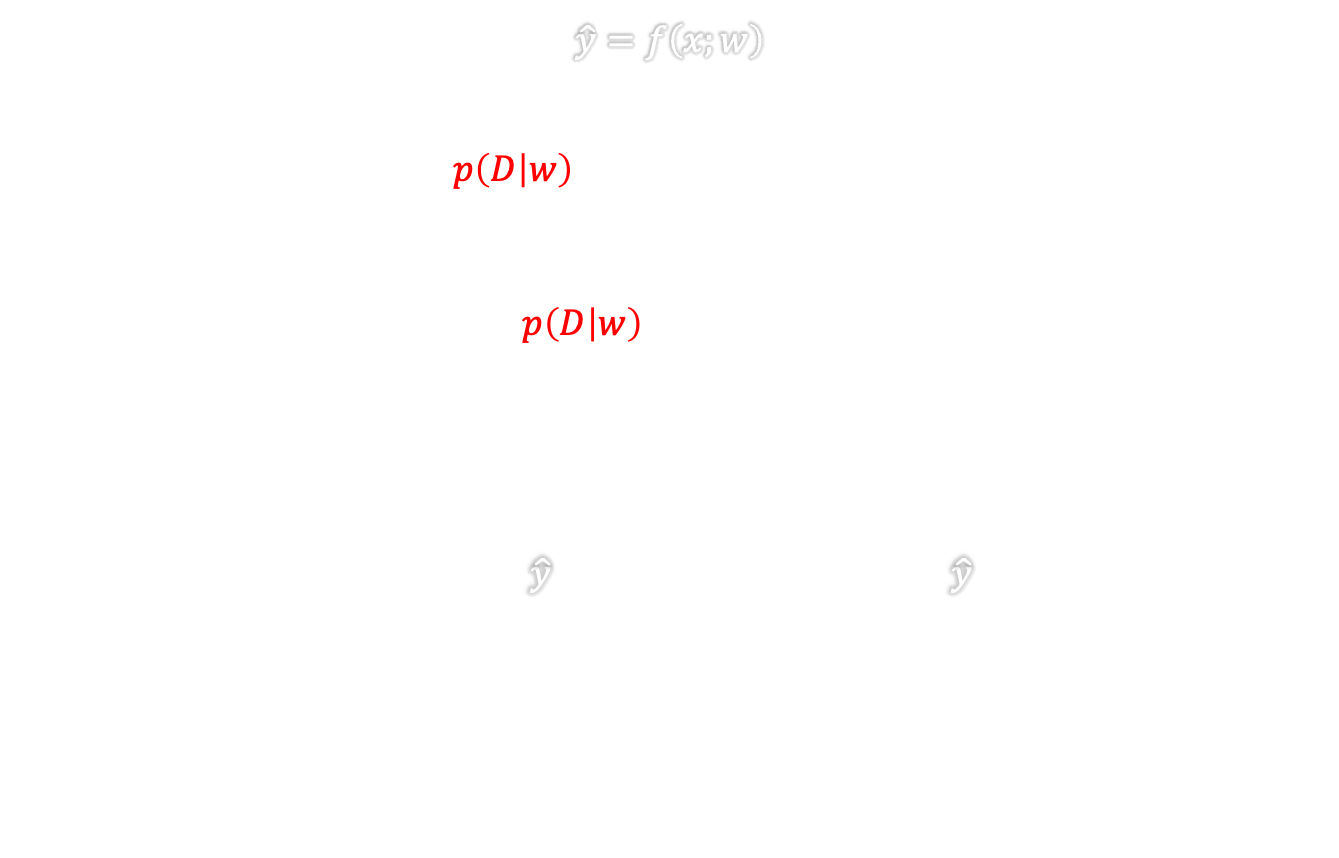 ŷ = f(x; w)
p(D|w)
p(D|w)
ŷ ŷ